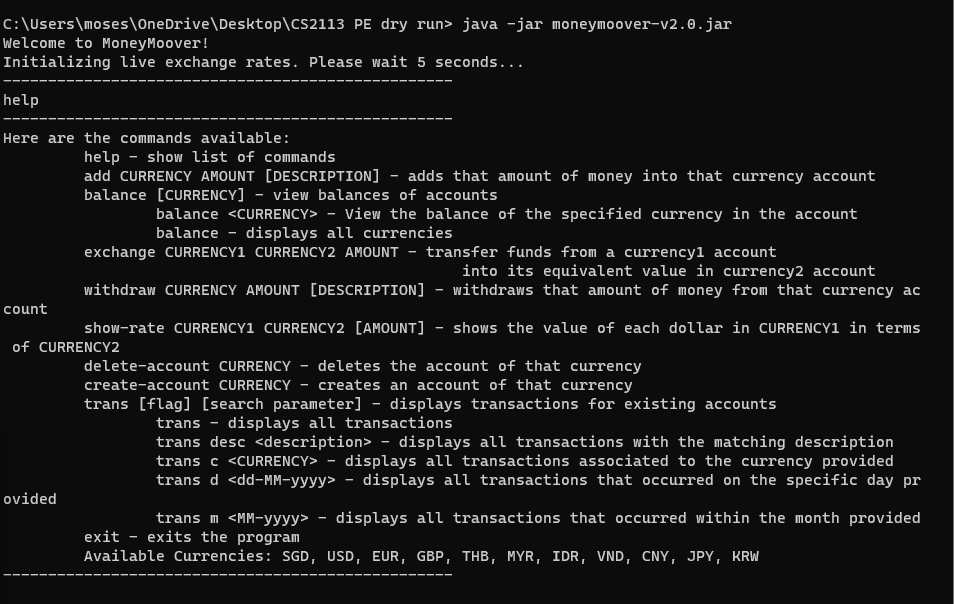 C:\Users\moses\OneDrive\Desktop\CS2113 PE dry run> java -jar moneymoover-v2.0.jar
Welcome to MoneyMoover!
Initializing live exchange rates. Please wait 5 seconds...
--------------------------------------------------
help
--------------------------------------------------
Here are the commands available:
         help - show list of commands
         add CURRENCY AMOUNT [DESCRIPTION] - adds that amount of money into that currency account
         balance [CURRENCY] - view balances of accounts
                 balance <CURRENCY> - View the balance of the specified currency in the account
                 balance - displays all currencies
         exchange CURRENCY1 CURRENCY2 AMOUNT - transfer funds from a currency1 account
                                                   into its equivalent value in currency2 account
         withdraw CURRENCY AMOUNT [DESCRIPTION] - withdraws that amount of money from that currency ac
count
         show-rate CURRENCY1 CURRENCY2 [AMOUNT] - shows the value of each dollar in CURRENCY1 in terms
 of CURRENCY2
         delete-account CURRENCY - deletes the account of that currency
         create-account CURRENCY - creates an account of that currency
         trans [flag] [search parameter] - displays transactions for existing accounts
                 trans - displays all transactions
                 trans desc <description> - displays all transactions with the matching description
                 trans c <CURRENCY> - displays all transactions associated to the currency provided
                 trans d <dd-MM-yyyy> - displays all transactions that occurred on the specific day pr
ovided
                 trans m <MM-yyyy> - displays all transactions that occurred within the month provided
         exit - exits the program
         Available Currencies: SGD, USD, EUR, GBP, THB, MYR, IDR, VND, CNY, JPY, KRW
--------------------------------------------------